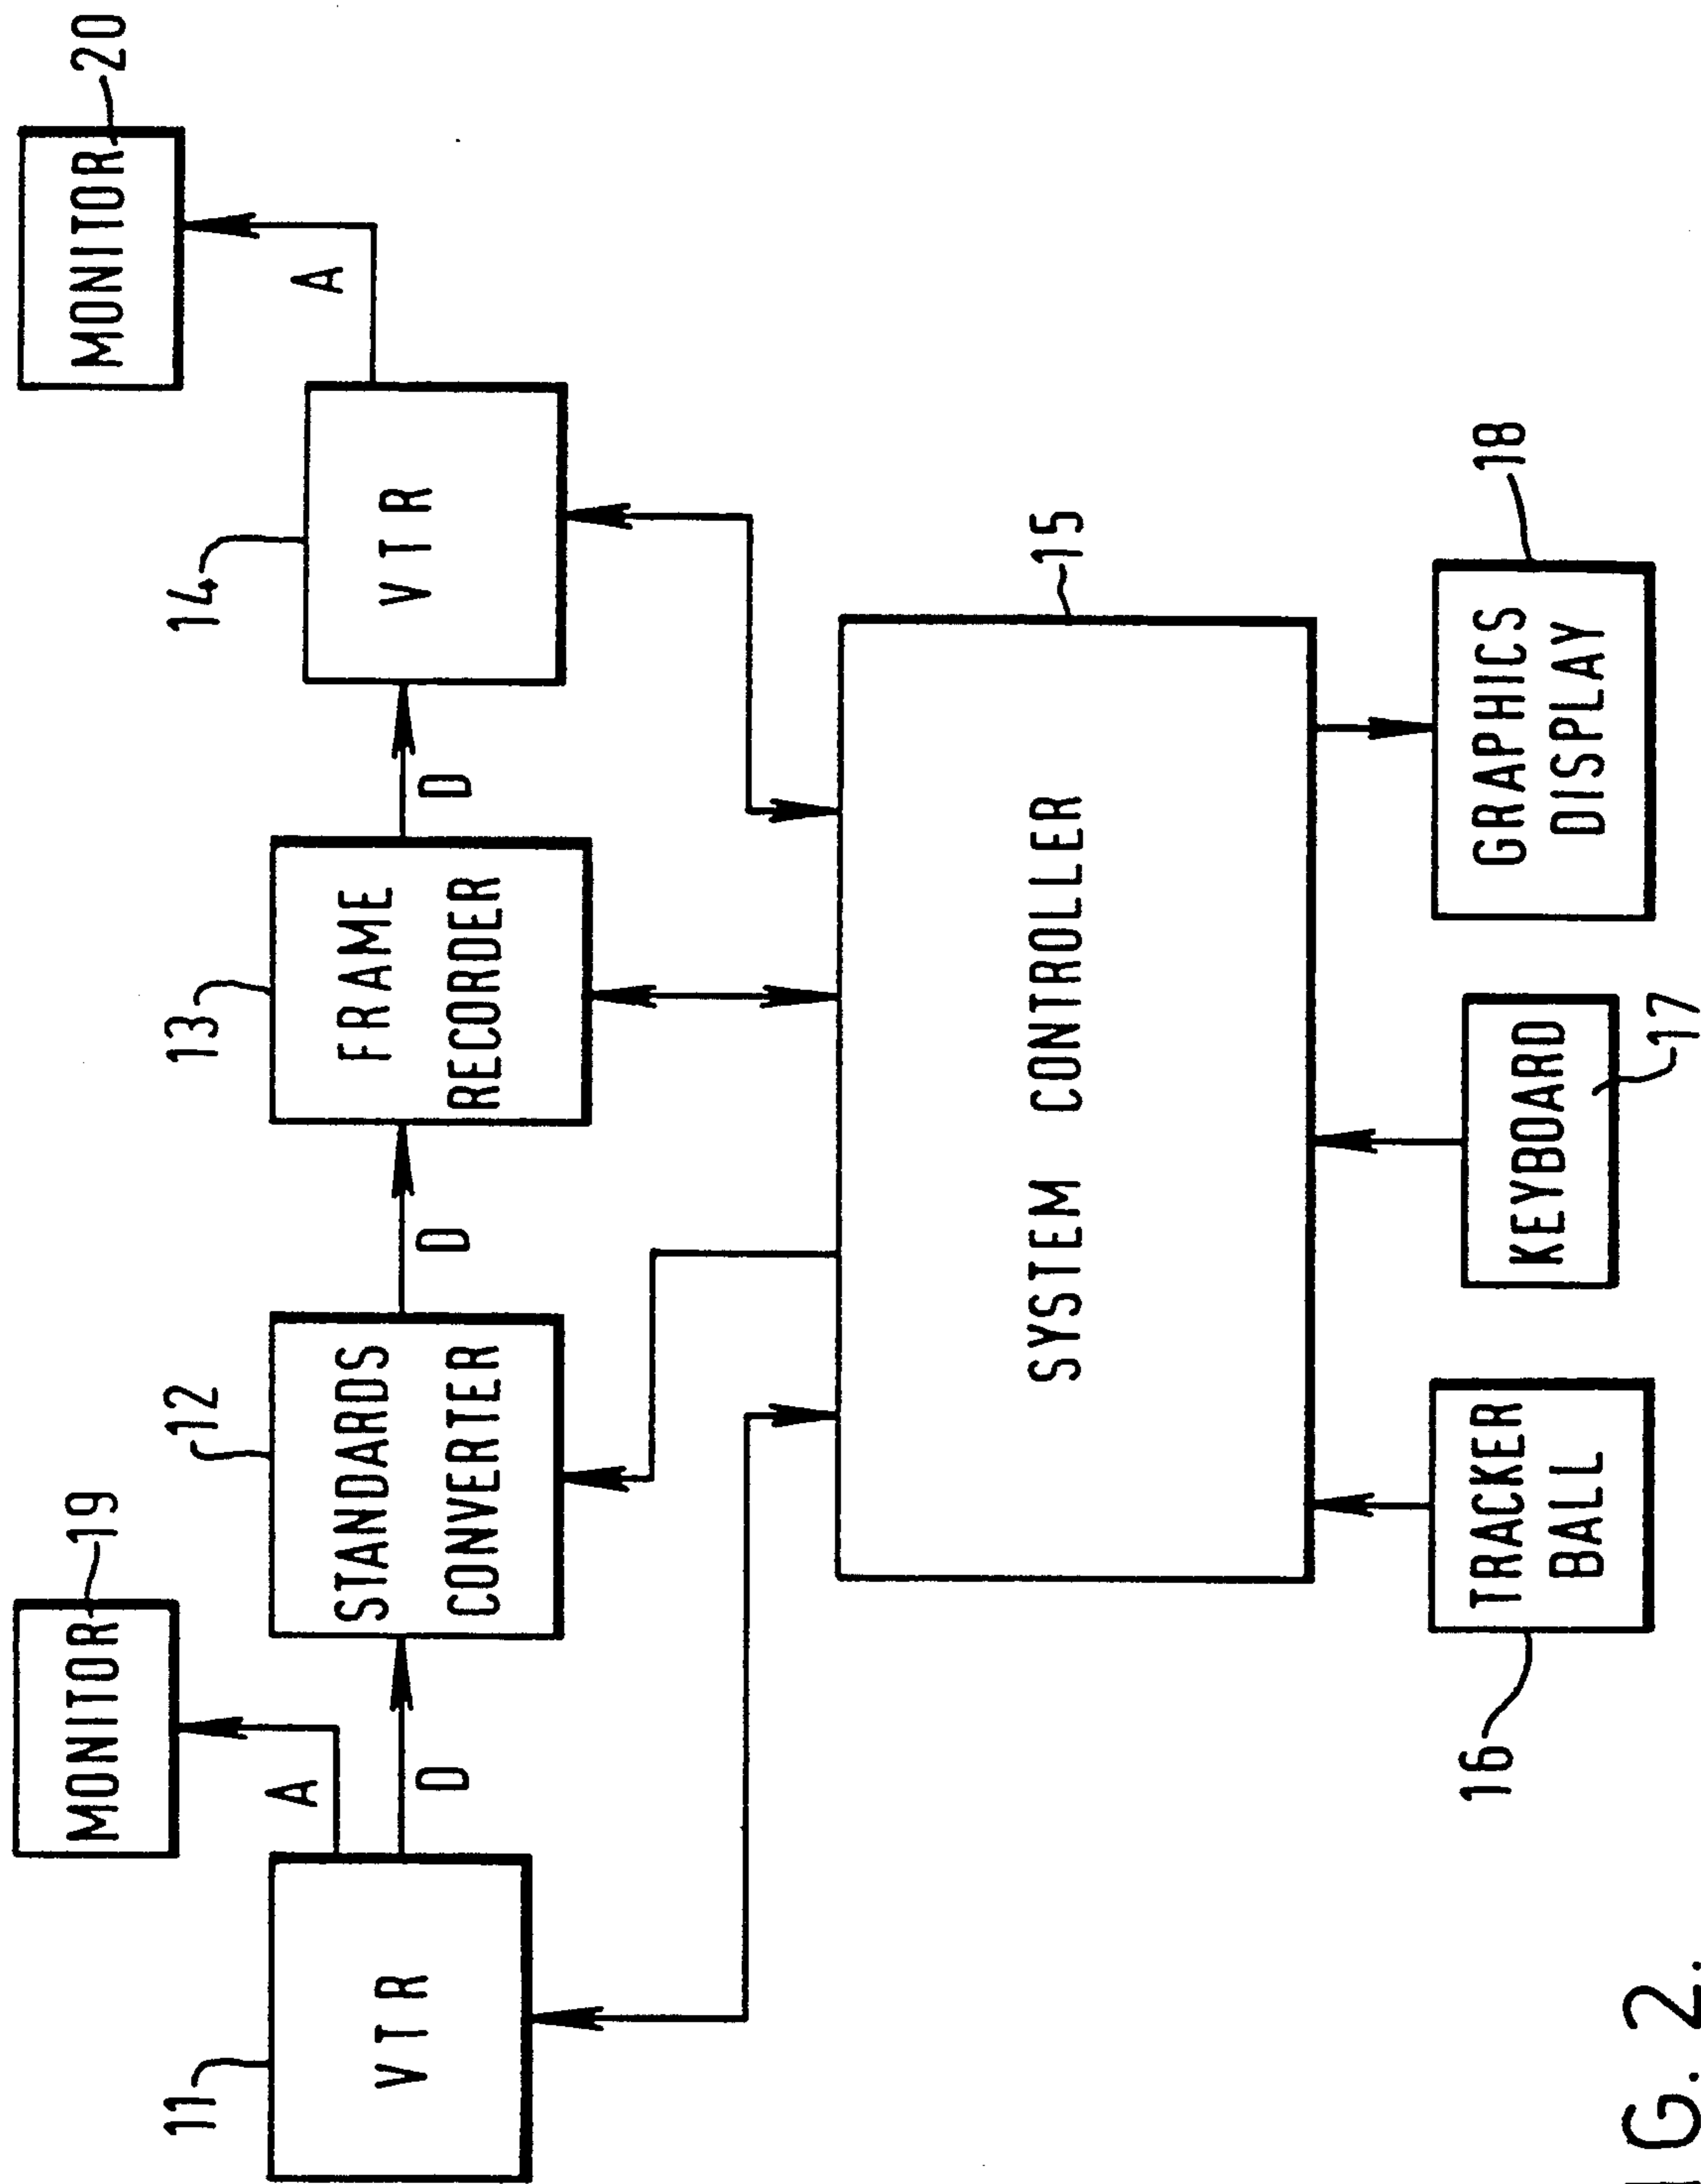 MONITOR
19
MONITOR
20
A
A
11
12
13
14
VTR
D
STANDARDS
CONVERTER
D
FRAME
RECORDER
D
VTR
15
SYSTEM CONTROLLER
16
TRACKER
BALL
KEYBOARD
17
GRAPHICS
DISPLAY
18
G. 2.